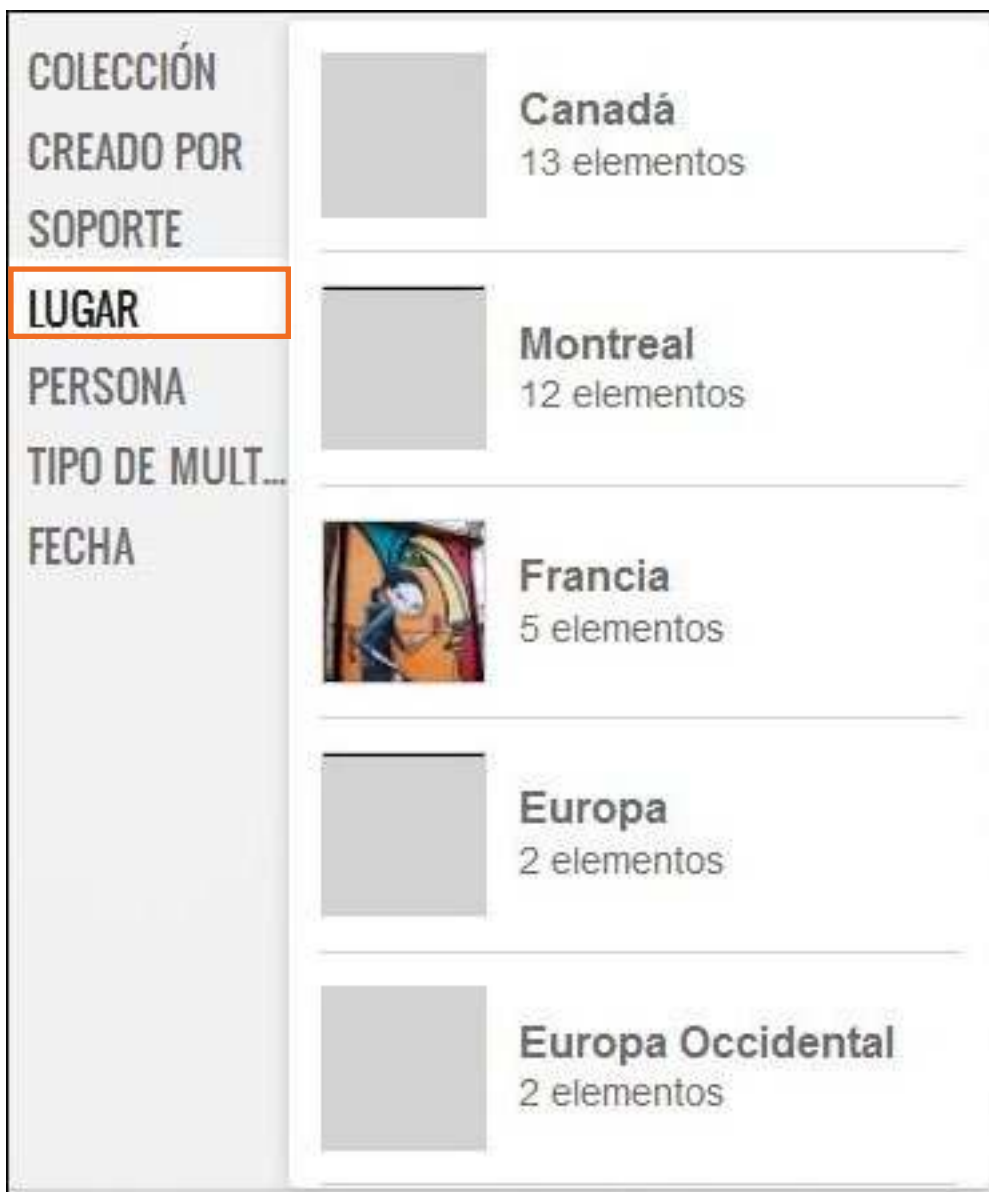 COLECCIÓN
CREADO POR
SOPORTE
LUGAR
PERSONA
TIPO DE MULT...
FECHA
Canadá
13 elementos
Montreal
12 elementos
Francia
5 elementos
Europa
2 elementos
Europa Occidental
2 elementos